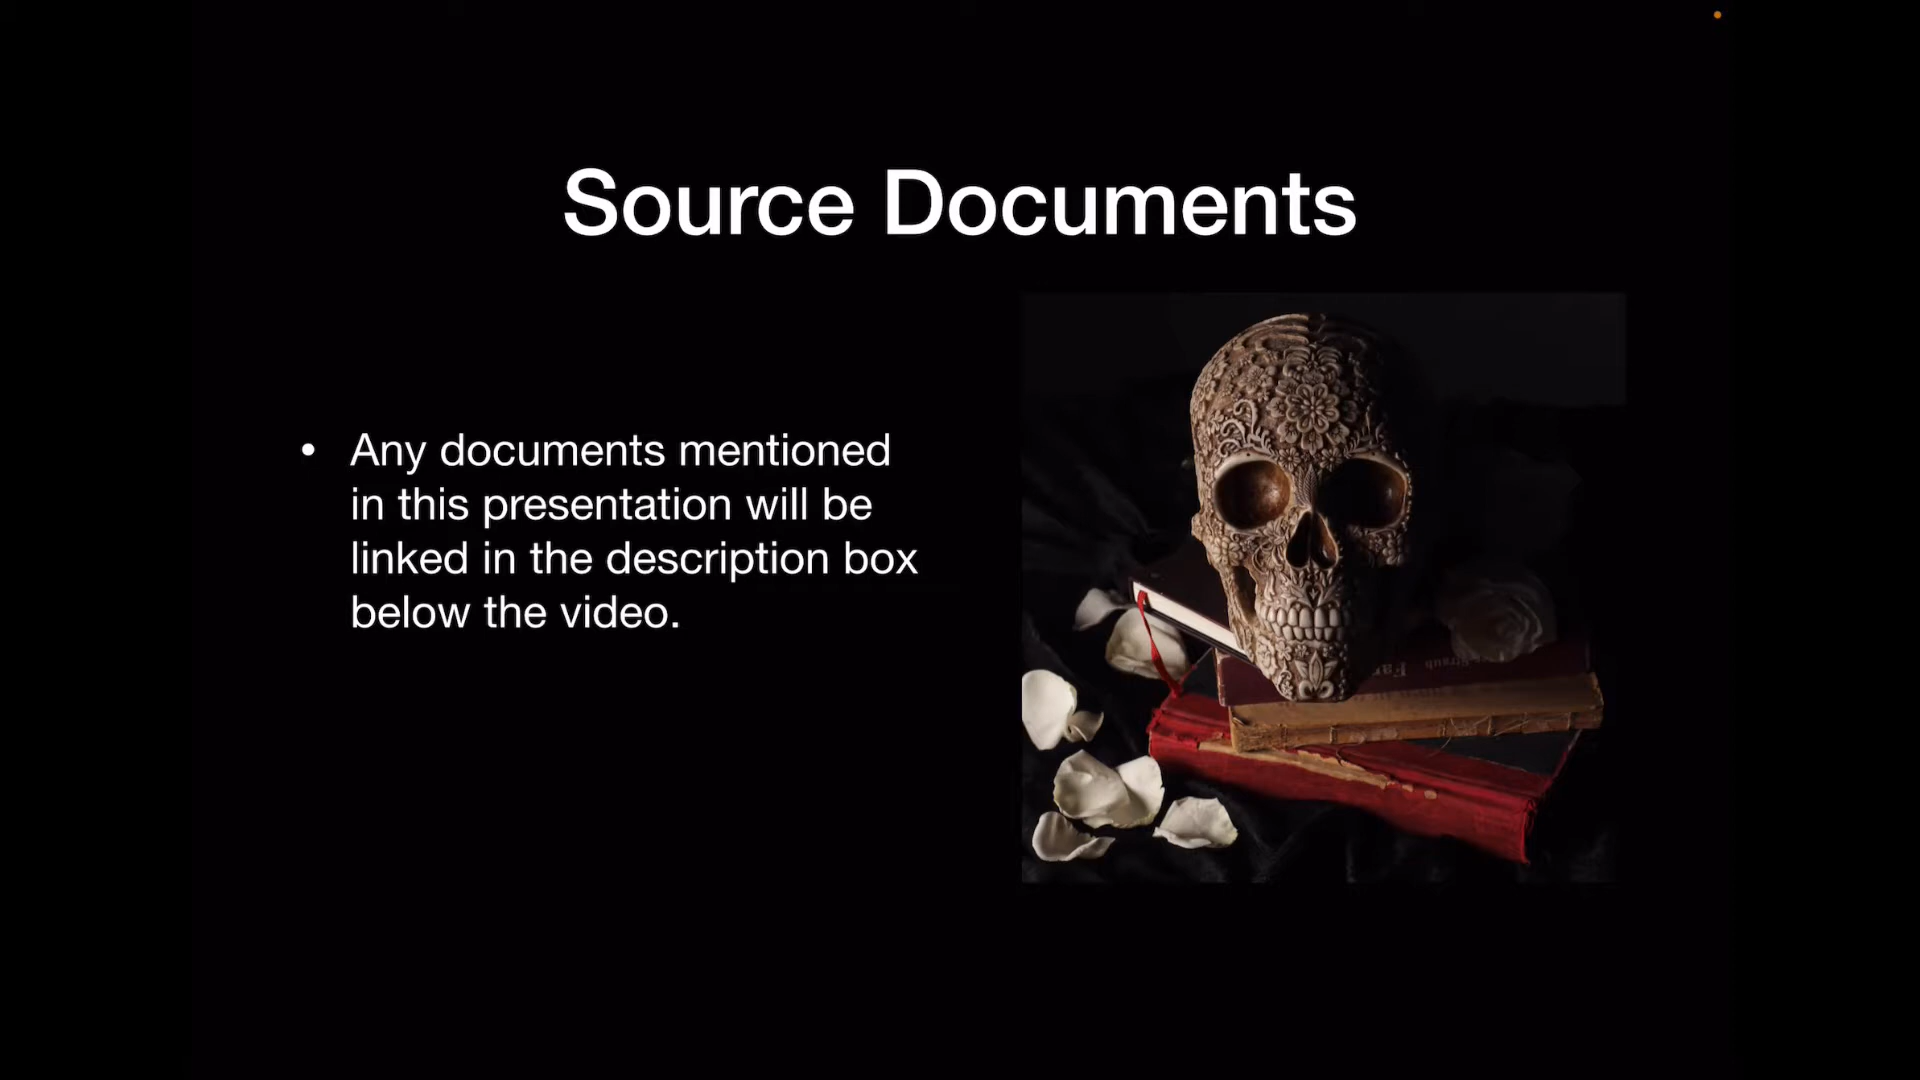 Source Documents
• Any documents mentioned
in this presentation will be
linked in the description box
below the video.